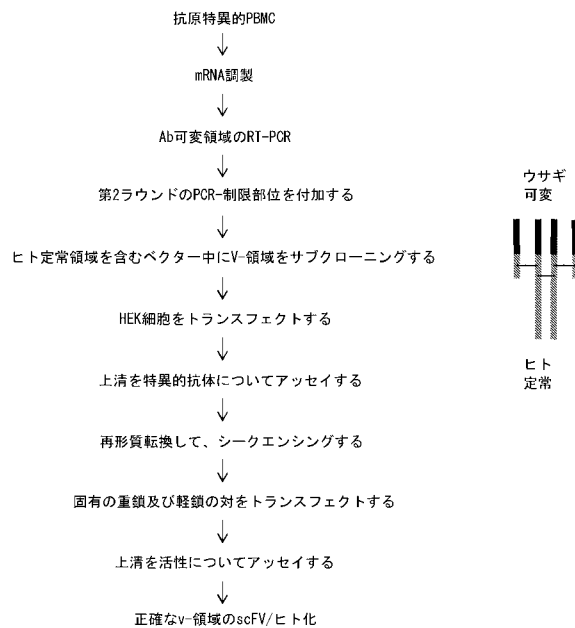 抗原特異的PBMC
mRNA調製
Ab可変領域のRT-PCR
第2ラウンドのPCR-制限部位を付加する
ヒト定常領域を含むベクター中にV-領域をサブクローニングする
HEK細胞をトランスフェクトする
上清を特異的抗体についてアッセイする
再形質転換して、シークエンシングする
固有の重鎖及び軽鎖の対をトランスフェクトする
上清を活性についてアッセイする
正確なv-領域のscFV/ヒト化
ウサギ
可変
ヒト
定常